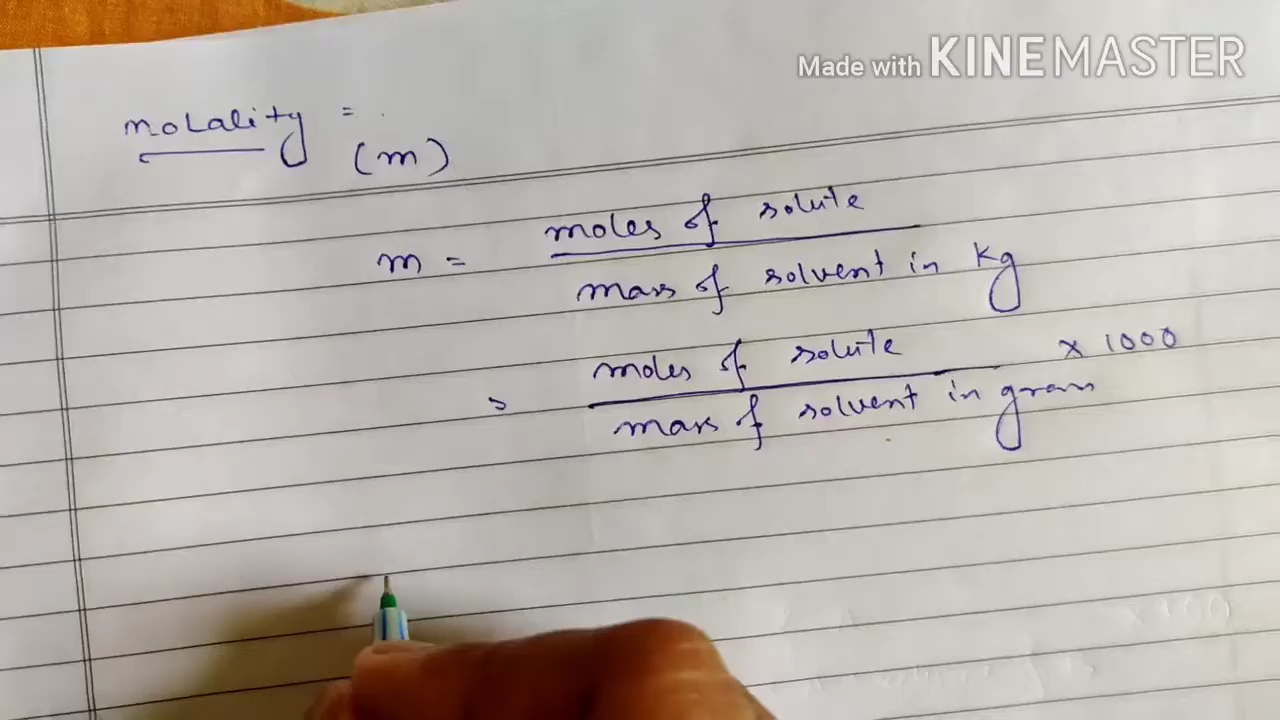 Made with KINEMASTER
molality =
(m)
m = moles of solute
mass of solvent in kg
= moles of solute x 1000
mass of solvent in gram